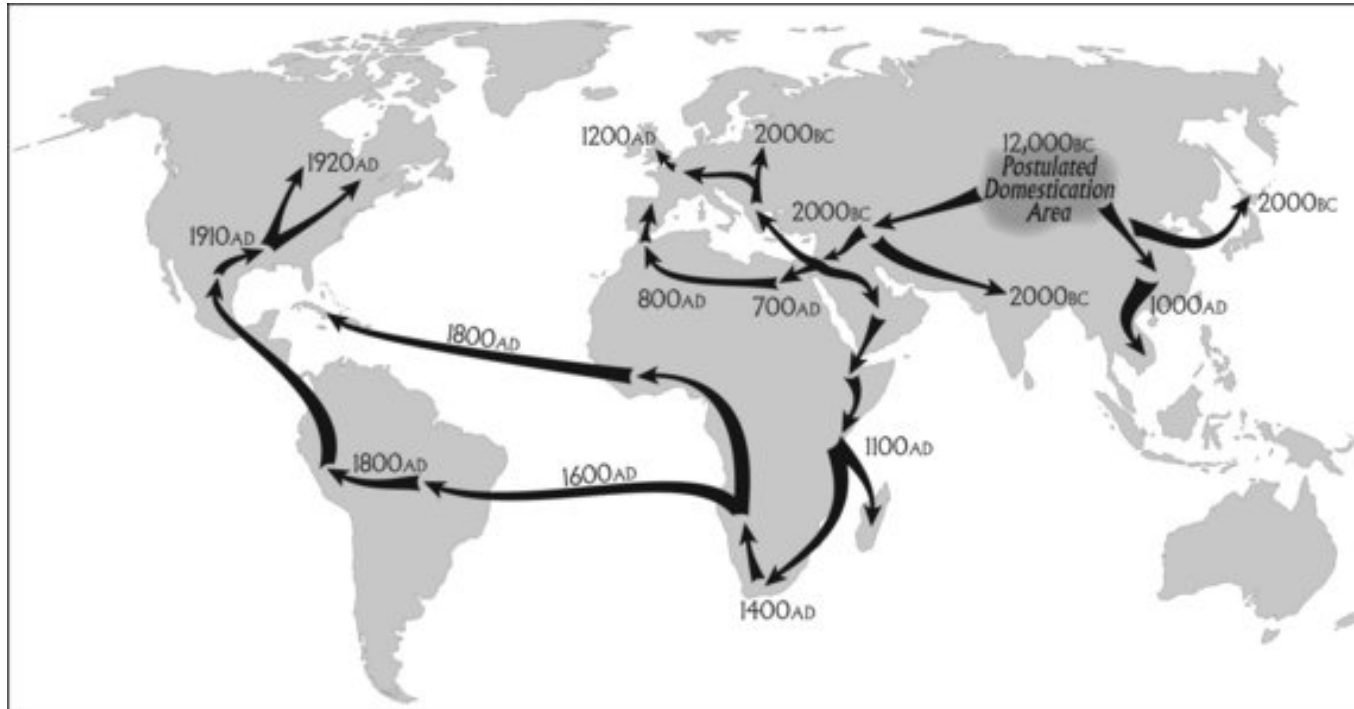 1200AD
2000BC
12,000BC
Postulated
Domestication
Area
1920AD
2000BC
2000BC
1910AD
800AD
700AD
2000BC
1000AD
1800AD
1100AD
1800AD
1600AD
1400AD